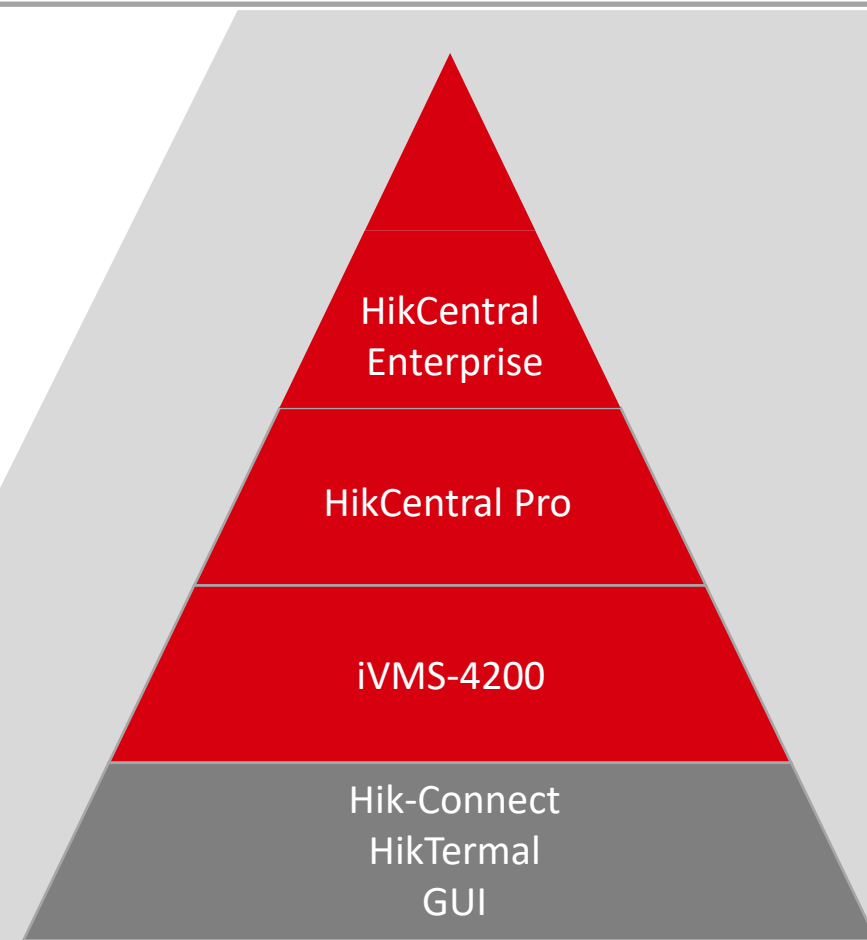 HikCentral
Enterprise
HikCentral Pro
iVMS-4200
Hik-Connect
HikTermal
GUI